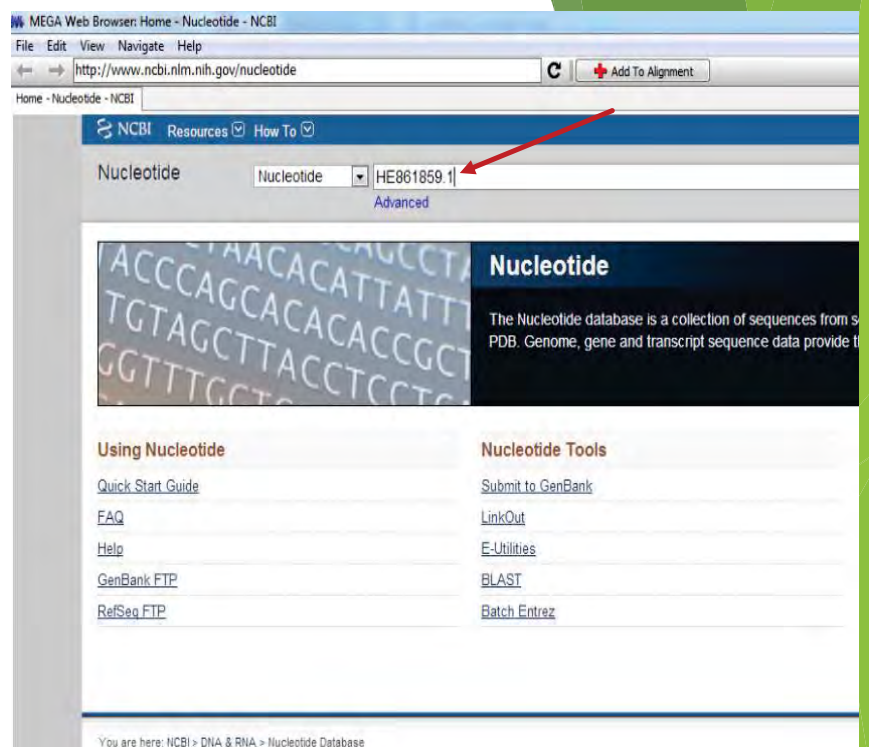 MEGA Web Browser: Home - Nucleotide - NCBI
File Edit View Navigate Help
http://www.ncbi.nlm.nih.gov/nucleotide
Add To Alignment
Home - Nucleotide - NCBI
NCBI Resources How To
Nucleotide Nucleotide HE861859.1
Advanced
ACCCAGCACACACCGCT
TGTAGCTTACCTCCT
Nucleotide
The Nucleotide database is a collection of sequences from
PDB. Genome, gene and transcript sequence data provide
Using Nucleotide
Quick Start Guide
FAQ
Help
GenBank FTP
RefSeq FTP
Nucleotide Tools
Submit to GenBank
LinkOut
E-Utilities
BLAST
Batch Entrez
You are here: NCBI > DNA & RNA > Nucleotide Database